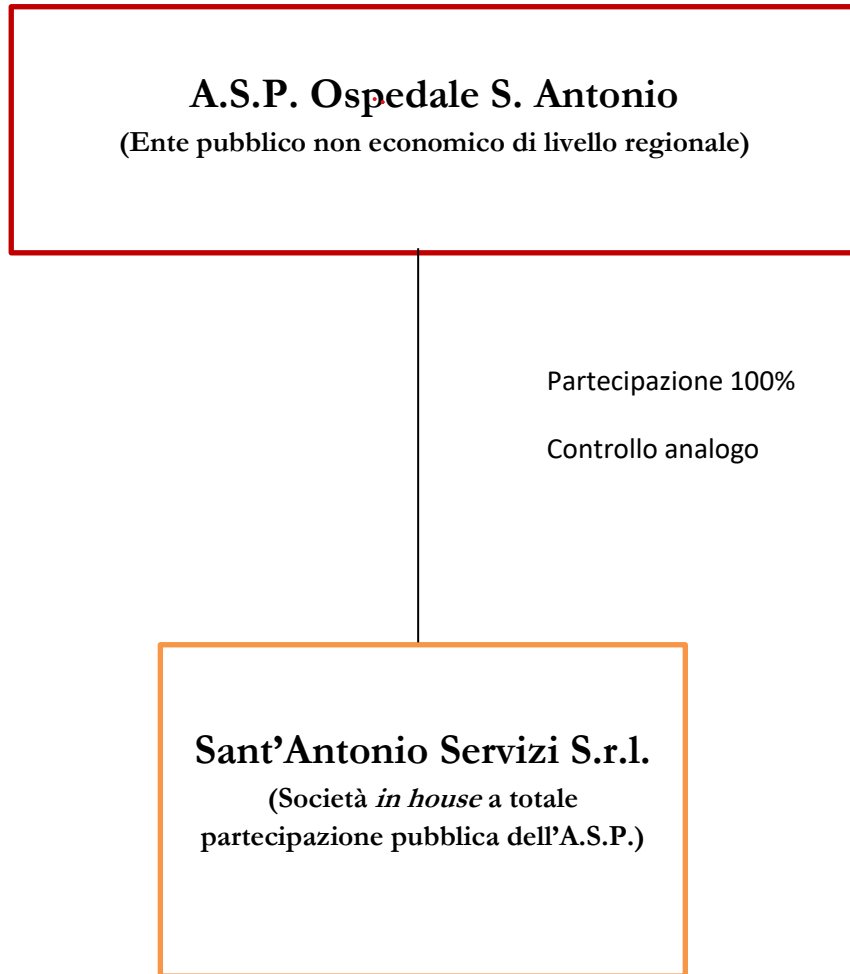 A.S.P. Ospedale S. Antonio
(Ente pubblico non economico di livello regionale)
Partecipazione 100%
Controllo analogo
Sant’Antonio Servizi S.r.l.
(Società in house a totale
partecipazione pubblica dell’A.S.P.)